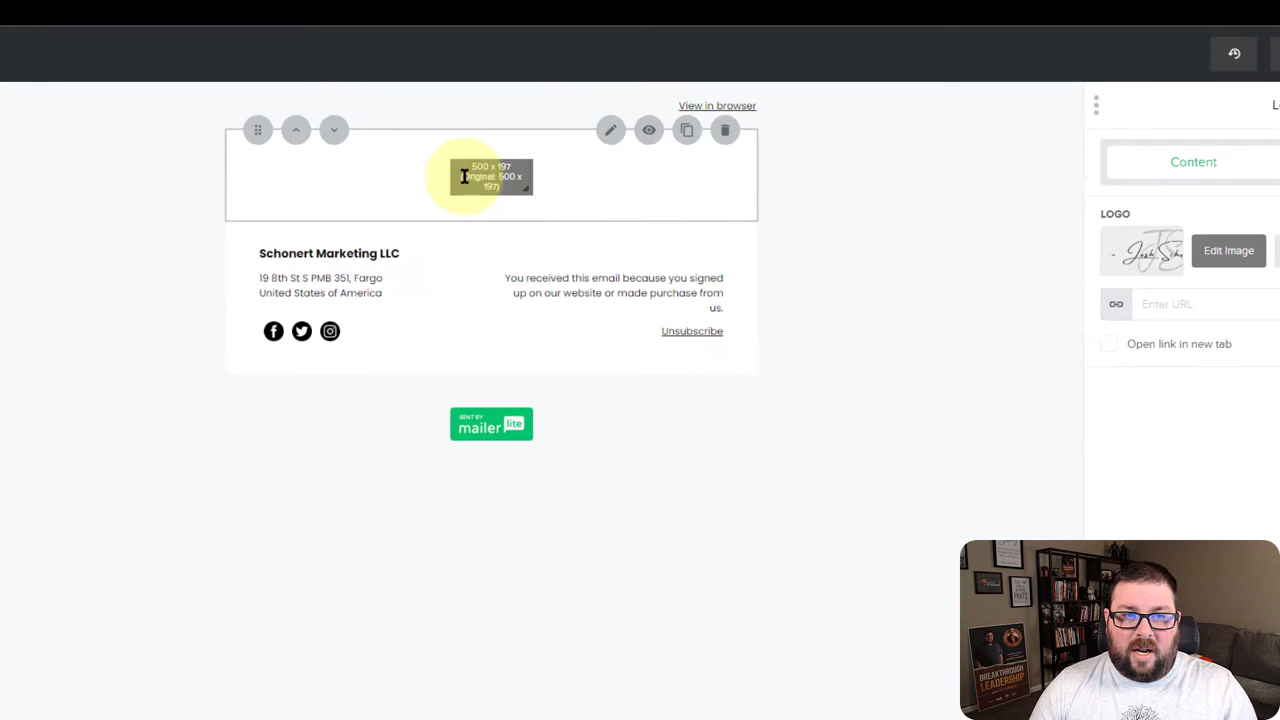 View in browser
500 x 197
(Original: 500 x
197)
Schonert Marketing LLC
19 8th St S PMB 351, Fargo
United States of America
You received this email because you signed
up on our website or made purchase from
us.
Unsubscribe
SENT BY
mailer lite
Content
LOGO
Edit Image
Enter URL
Open link in new tab
BREAKTHROUGH
LEADERSHIP